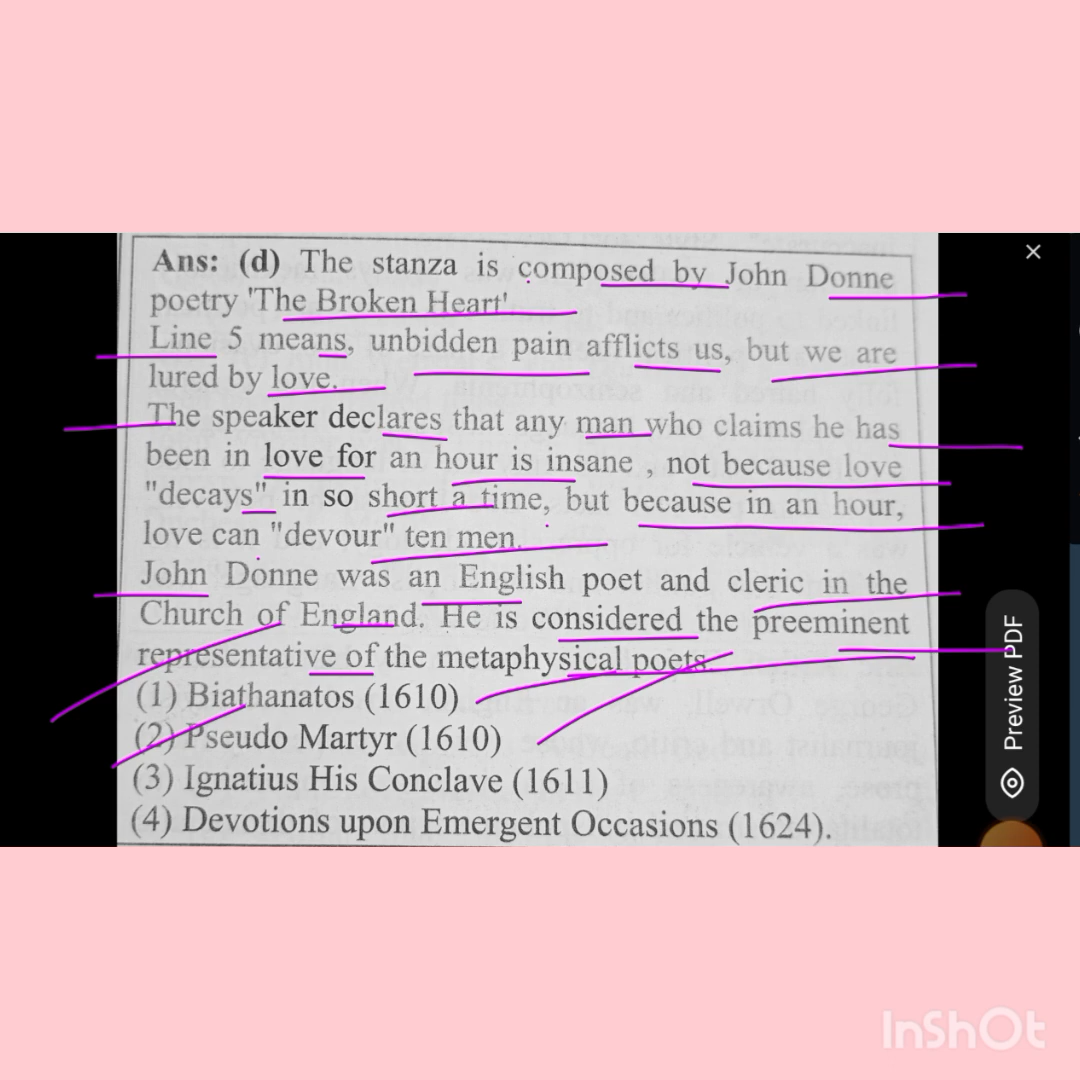 Ans: (d) The stanza is composed by John Donne
poetry 'The Broken Heart'.
Line 5 means, unbidden pain afflicts us, but we are
lured by love.
The speaker declares that any man who claims he has
been in love for an hour is insane , not because love
"decays" in so short a time, but because in an hour,
love can "devour" ten men.
John Donne was an English poet and cleric in the
Church of England. He is considered the preeminent
representative of the metaphysical poets.
(1) Biathanatos (1610)
(2) Pseudo Martyr (1610)
(3) Ignatius His Conclave (1611)
(4) Devotions upon Emergent Occasions (1624).
Preview PDF
InShOt